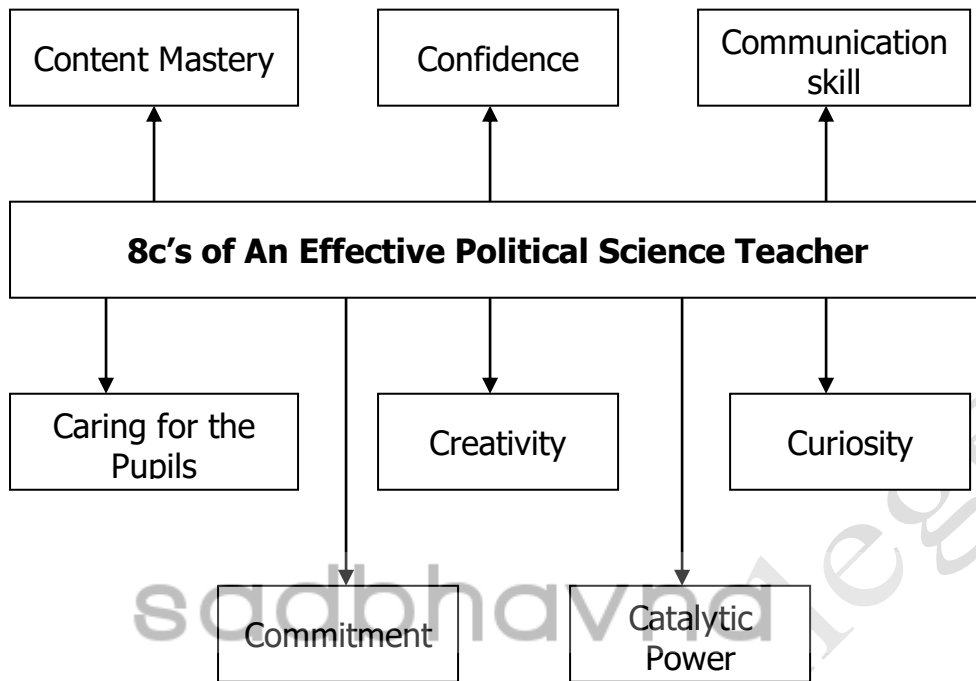 Content Mastery
Confidence
Communication
skill
8c's of An Effective Political Science Teacher
Caring for the
Pupils
Creativity
Curiosity
sadbhavna
Commitment
Catalytic
Power